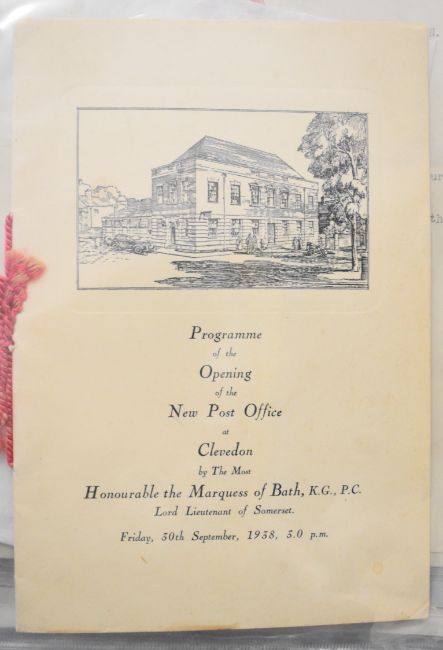 Programme
of the
Opening
of the
New Post Office
at
Clevedon
by The Most
Honourable the Marquess of Bath, K.G., P.C.
Lord Lieutenant of Somerset.
Friday, 30th September, 1938, 3.0 p.m.